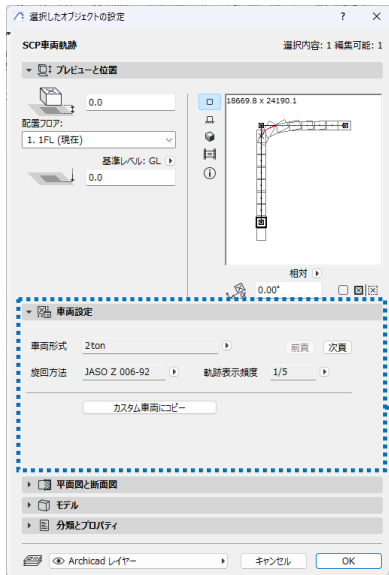 選択したオブジェクトの設定
? ×
SCP車両軌跡
選択内容: 1 編集可能: 1
プレビューと位置
0.0
配置フロア:
1. 1FL (現在)
基準レベル: GL
0.0
18669.8 x 24190.1
相対
0.00°
車両設定
車両形式 2ton 前頁 次頁
旋回方法 JASO Z 006-92 軌跡表示頻度 1/5
カスタム車両にコピー
平面図と断面図
モデル
分類とプロパティ
Archicad レイヤー キャンセル OK